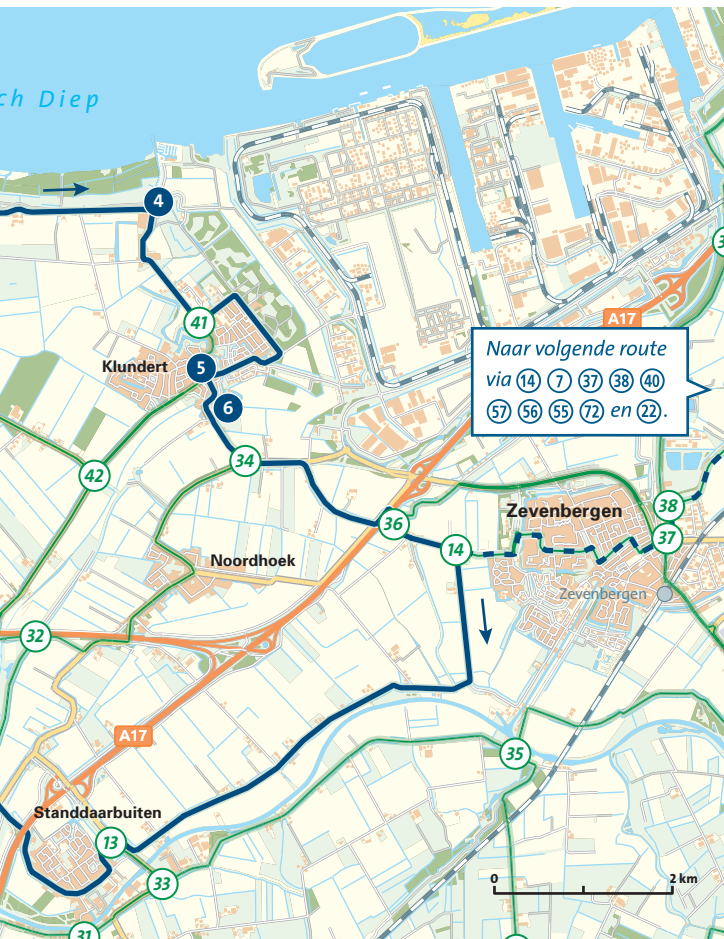 ch Diep
4
41
A17
3
Naar volgende route
via 14 7 37 38 40
57 56 55 72 en 22.
Klundert
5
6
34
42
36
Zevenbergen
38
37
14
Noordhoek
Zevenbergen
32
A17
35
Standdaarbuiten
13
33
0 2 km
31